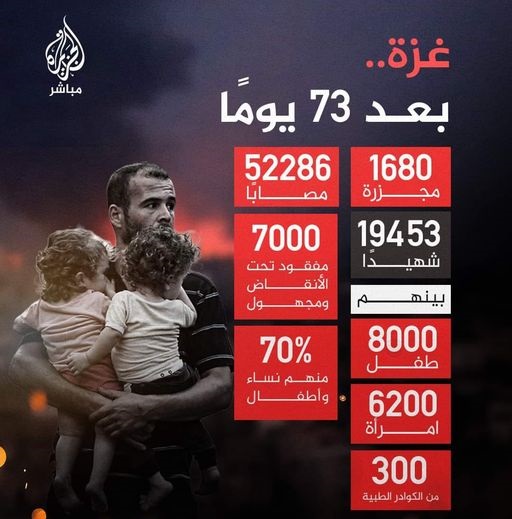 الجزيرة
مباشر
غزة..
بعد 73 يومًا
1680
مجزرة
52286
مصابًا
19453
شهيدًا
7000
مفقود تحت
الأنقاض
ومجهول
بينهم
8000
طفل
70%
منهم نساء
وأطفال
6200
امرأة
300
من الكوادر الطبية